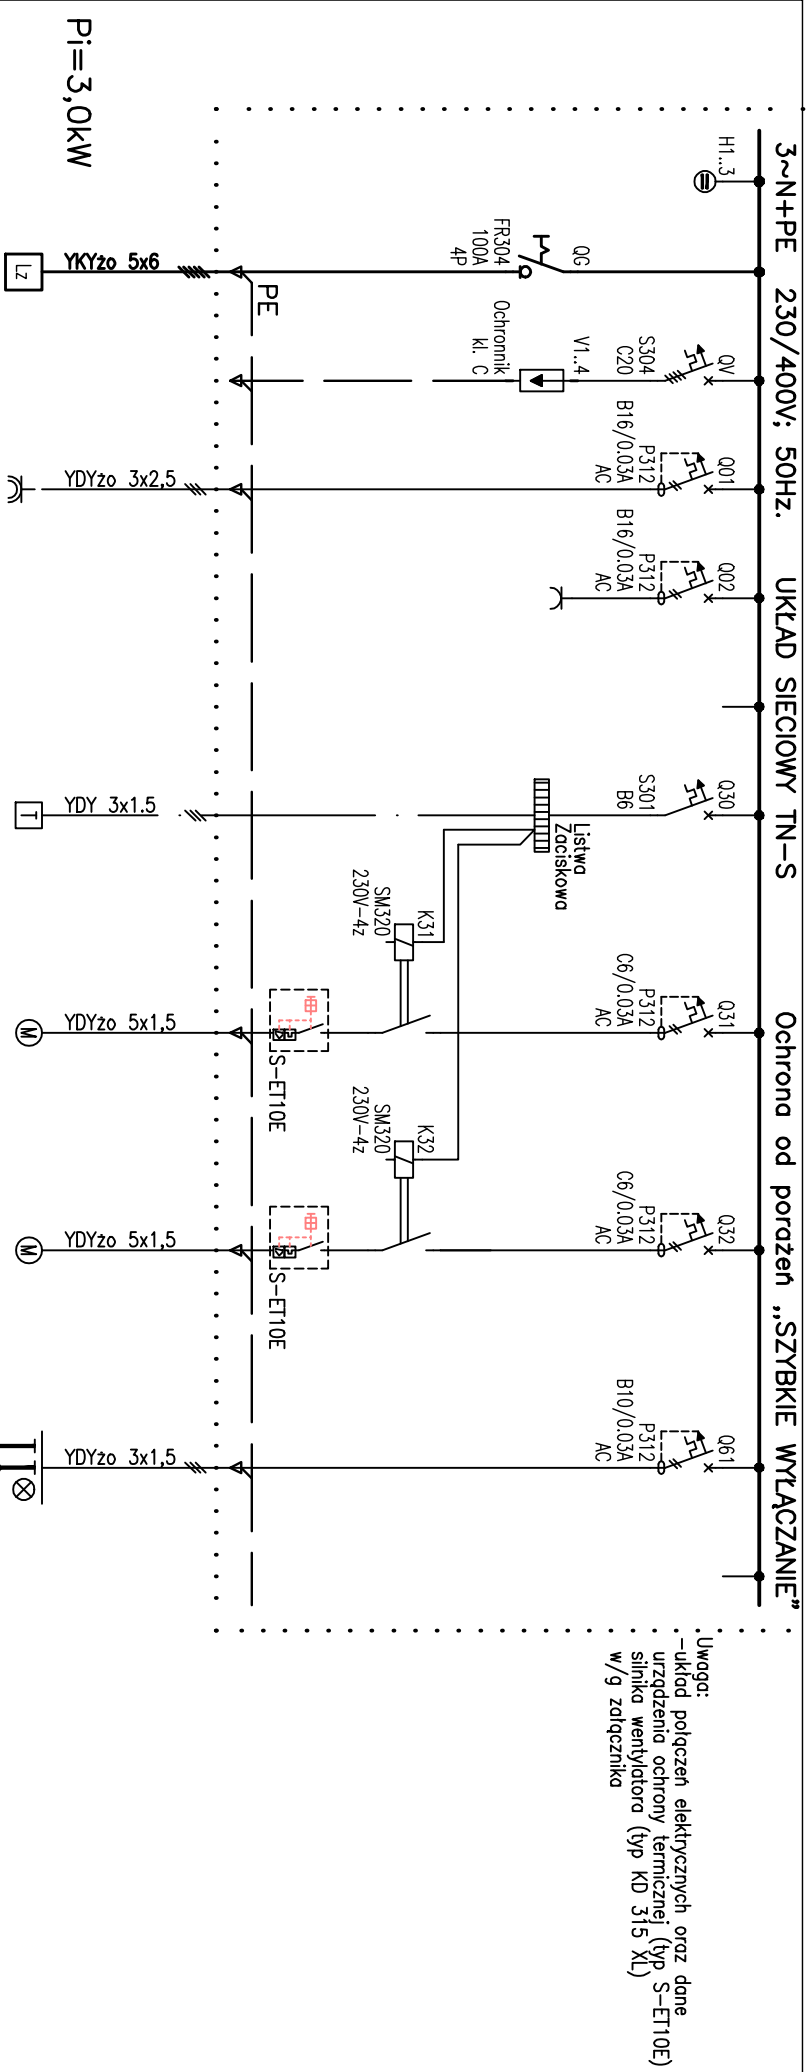 3~N+PE 230/400V; 50Hz. UKŁAD SIECIOWY TN-S Ochrona od porażeń „SZYBKIE WYŁĄCZANIE"
H1..3
QG
FR304
100A
4P
PE
YKYżo 5x6
Lz
Pi=3,0kW
QV
S304
C20
V1..4
Ochronnik
kl. C
Q01
P312
B16/0.03A
AC
YDYżo 3x2,5
Q02
P312
B16/0.03A
AC
Q30
S301
B6
Listwa
Zaciskowa
YDY 3x1.5
T
K31
SM320
230V-4z
Q31
P312
C6/0.03A
AC
S-ET10E
YDYżo 5x1,5
M
K32
SM320
230V-4z
Q32
P312
C6/0.03A
AC
S-ET10E
YDYżo 5x1,5
M
Q61
P312
B10/0.03A
AC
YDYżo 3x1,5
Uwaga:
-układ połączeń elektrycznych oraz dane
urządzenia ochrony termicznej (typ S-ET10E)
silnika wentylatora (typ KD 315 XL)
w/g załącznika